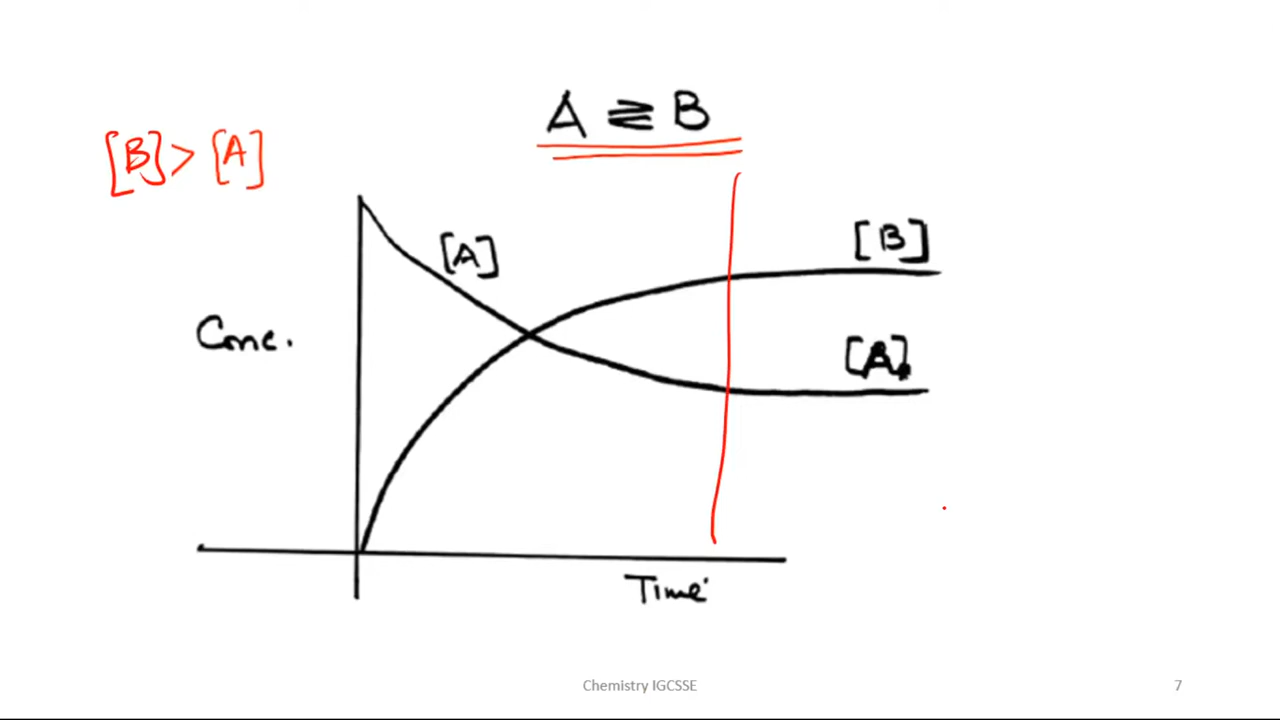 A ⇌ B
[B] > [A]
[A]
[B]
Conc.
[A]
Time
Chemistry IGCSSE
7